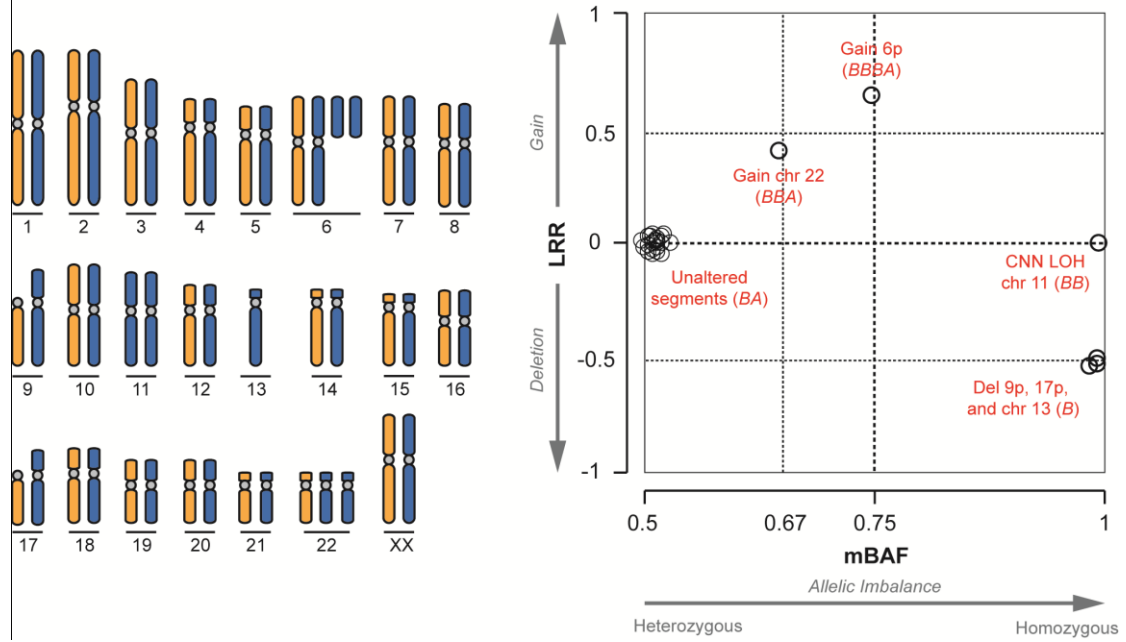 1 2 3 4 5 6 7 8
9 10 11 12 13 14 15 16
17 18 19 20 21 22 XX
1
0.5
0
-0.5
-1
Gain
LRR
Deletion
Gain 6p
(BBBA)
Gain chr 22
(BBA)
Unaltered
segments (BA)
CNN LOH
chr 11 (BB)
Del 9p, 17p,
and chr 13 (B)
0.5 0.67 0.75 1
mBAF
Allelic Imbalance
Heterozygous Homozygous